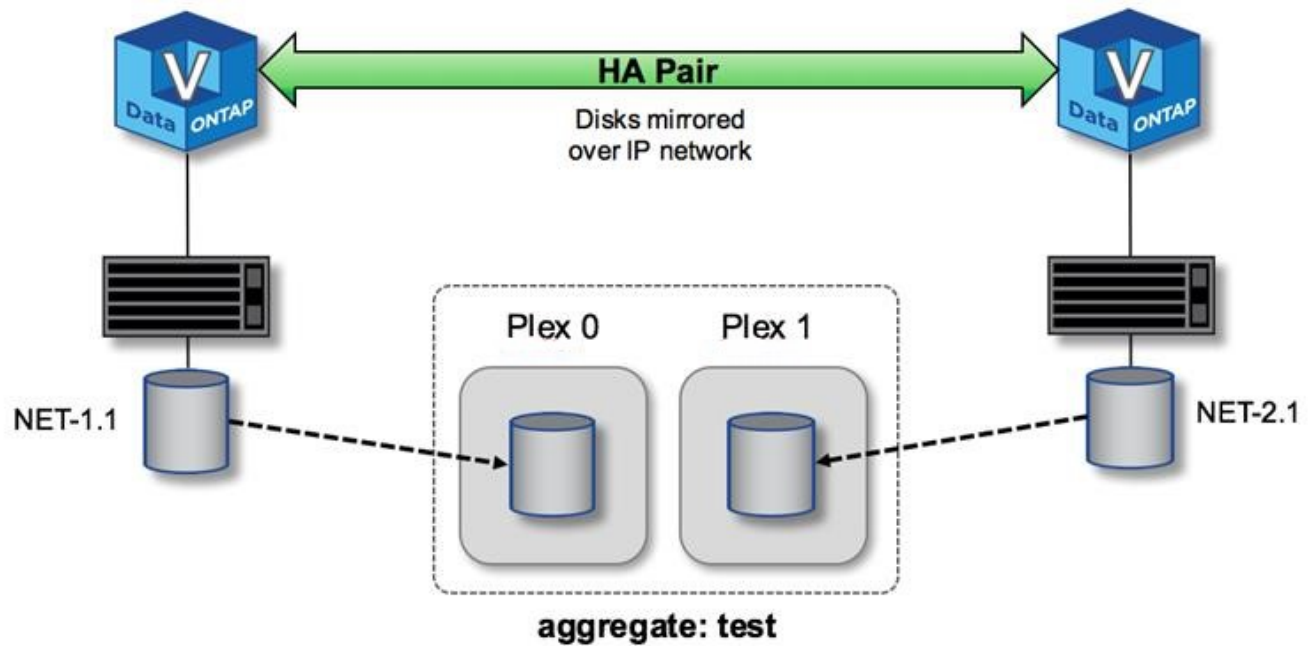 V
Data ONTAP
HA Pair
Disks mirrored
over IP network
V
Data ONTAP
Plex 0
Plex 1
NET-1.1
NET-2.1
aggregate: test